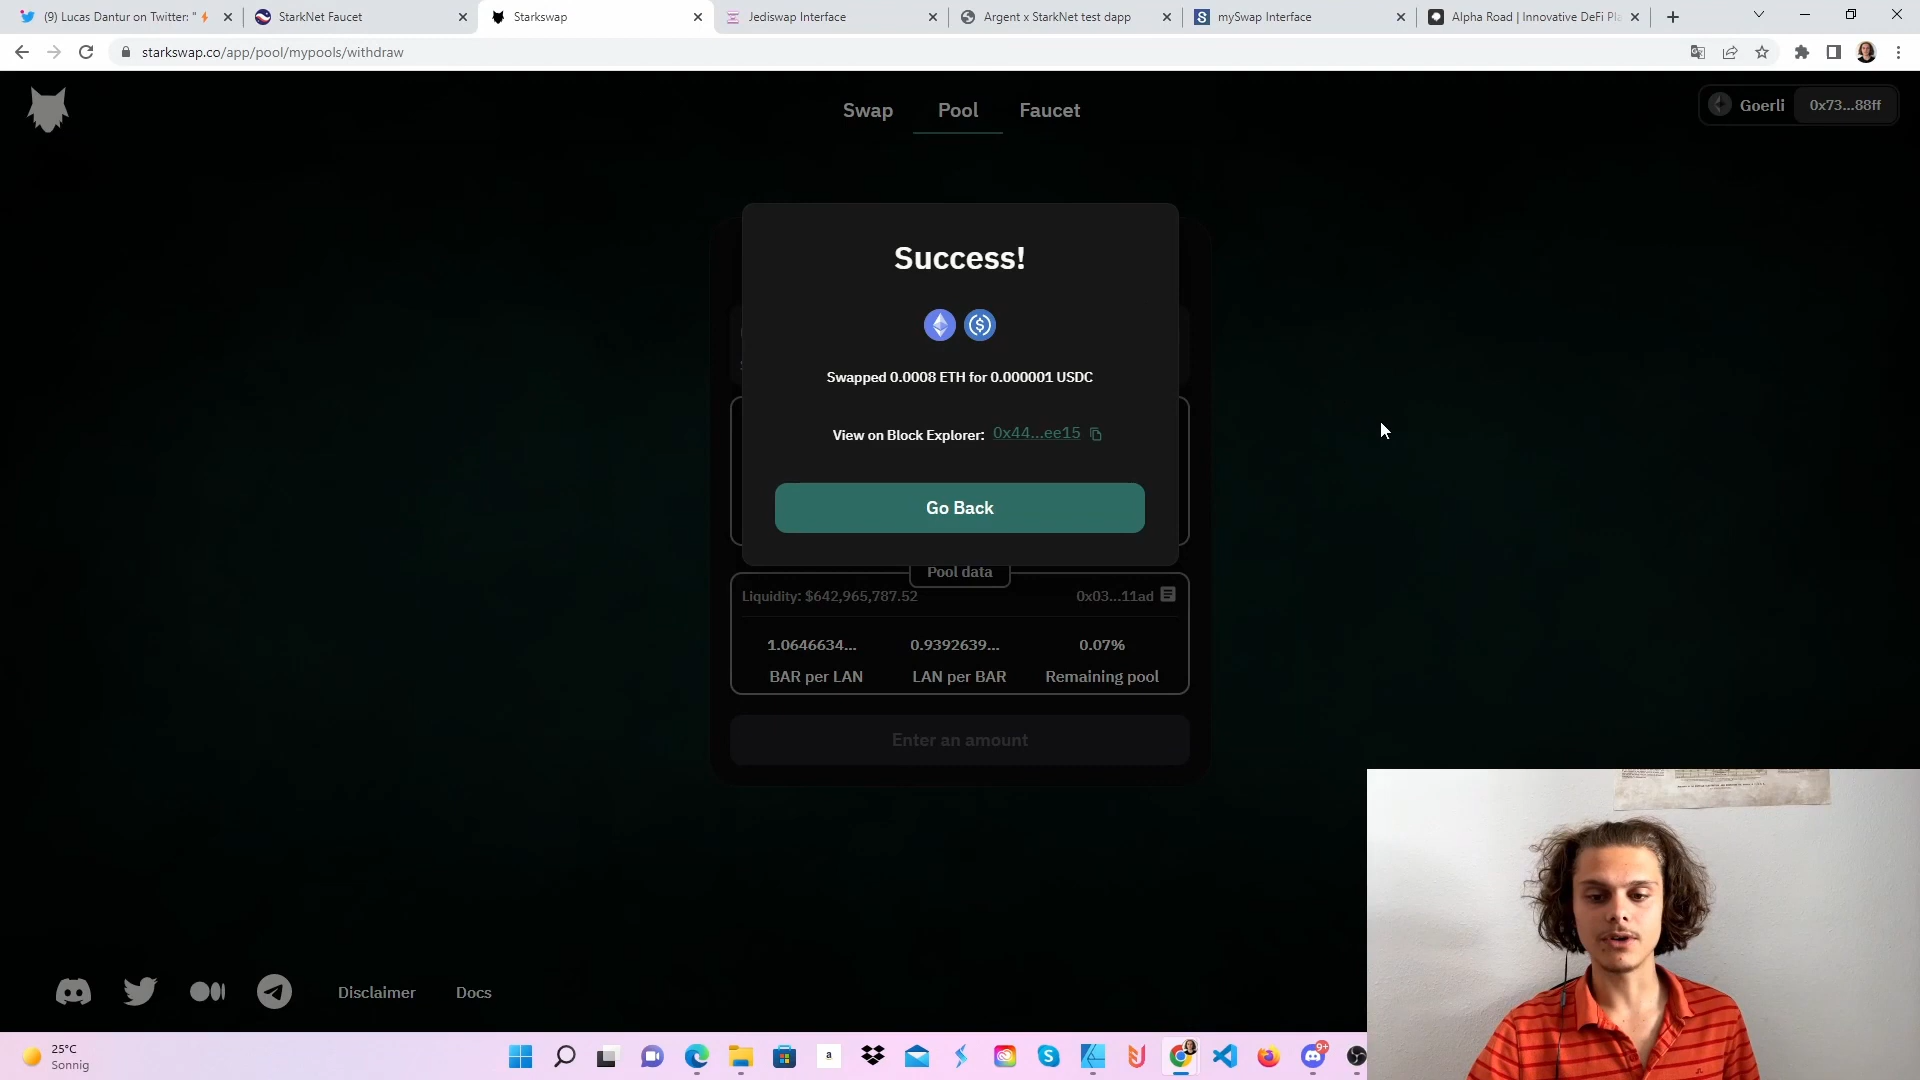 (9) Lucas Dantur on Twitter: "⚡
StarkNet Faucet
Starkswap
Jediswap Interface
Argent x StarkNet test dapp
mySwap Interface
Alpha Road | Innovative DeFi Pla
starkswap.co/app/pool/mypools/withdraw
Swap
Pool
Faucet
Goerli
0x73...88ff
Success!
Swapped 0.0008 ETH for 0.000001 USDC
View on Block Explorer: 0x44...ee15
Go Back
Pool data
Liquidity: $642,965,787.52
0x03...11ad
1.0646634...
0.9392639...
0.07%
BAR per LAN
LAN per BAR
Remaining pool
Enter an amount
Disclaimer
Docs
25°C
Sonnig
a
9+